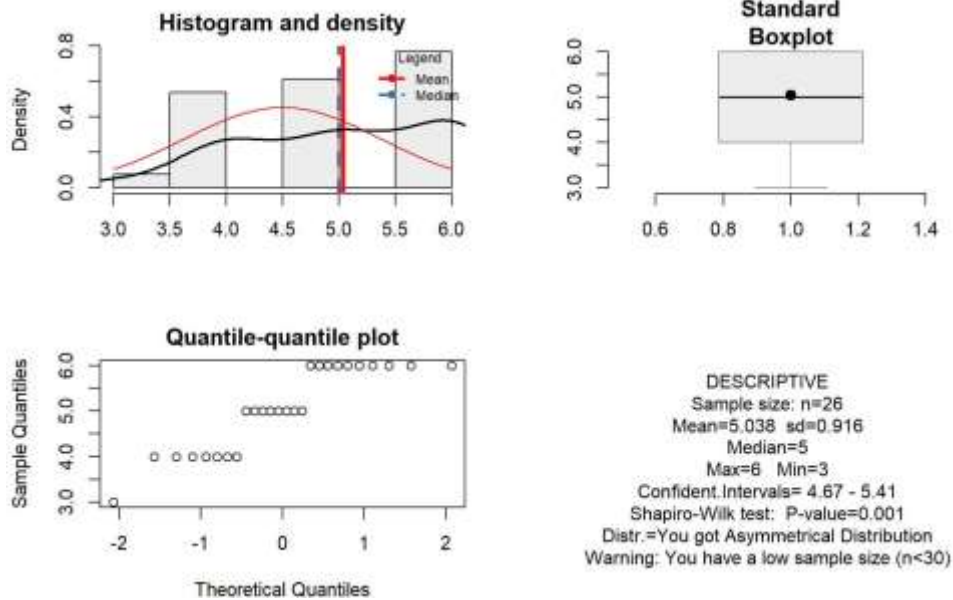 Histogram and density
Density
0.0 0.4 0.8
Legend
Mean
Median
3.0 3.5 4.0 4.5 5.0 5.5 6.0
Standard
Boxplot
3.0 4.0 5.0 6.0
0.6 0.8 1.0 1.2 1.4
Quantile-quantile plot
Sample Quantiles
3.0 4.0 5.0 6.0
-2 -1 0 1 2
Theoretical Quantiles
DESCRIPTIVE
Sample size: n=26
Mean=5.038 sd=0.916
Median=5
Max=6 Min=3
Confident.Intervals= 4.67 - 5.41
Shapiro-Wilk test: P-value=0.001
Distr.=You got Asymmetrical Distribution
Warning: You have a low sample size (n<30)